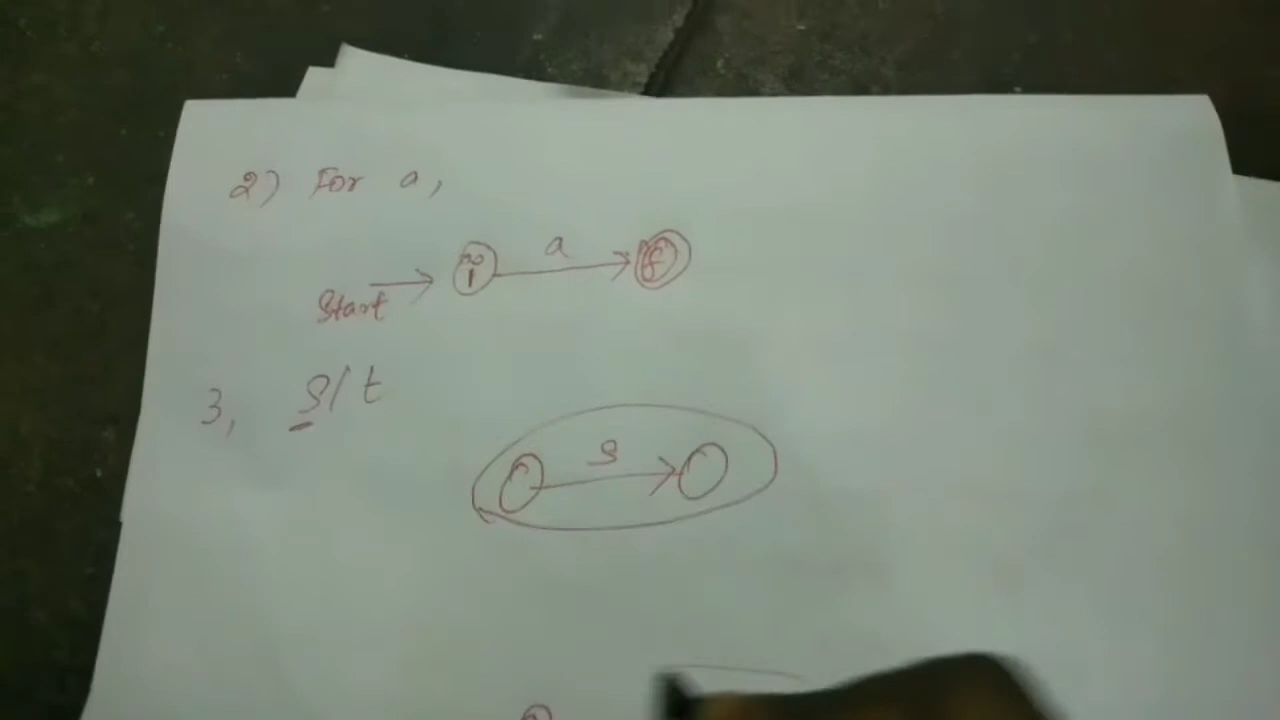 2) For a,
a
Start → i → f
3, s/t
s